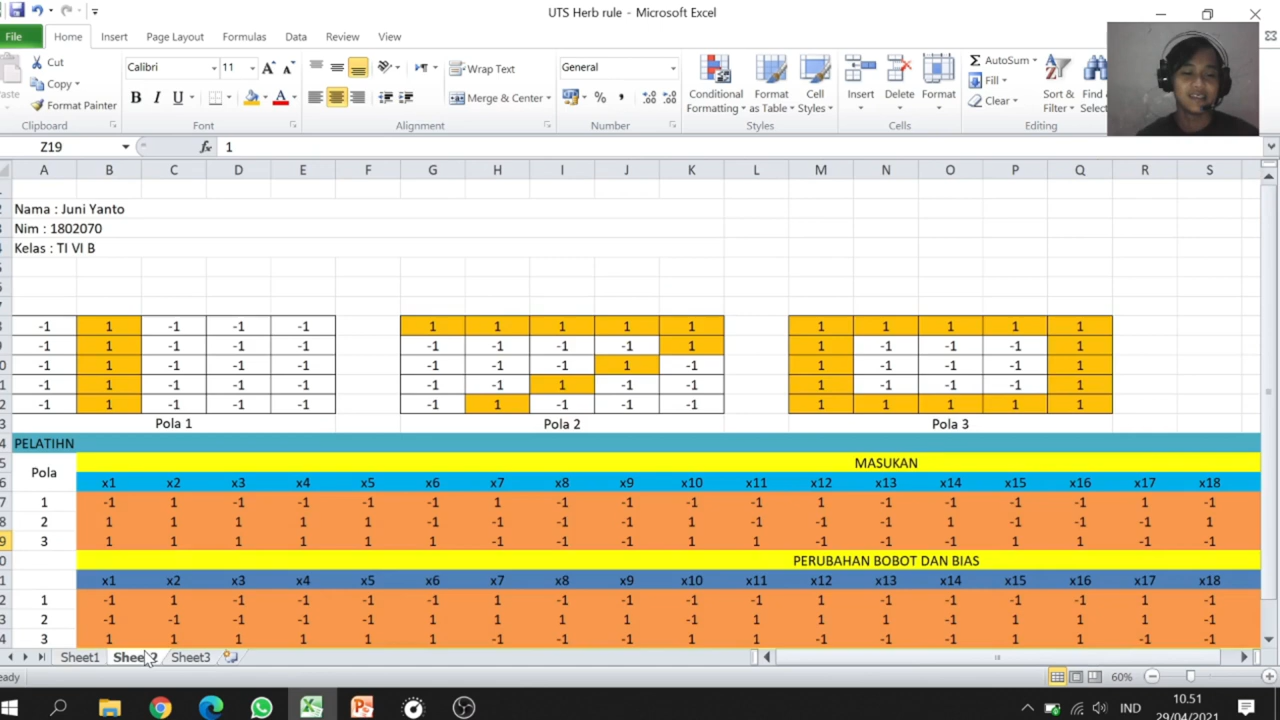 UTS Herb rule - Microsoft Excel
File Home Insert Page Layout Formulas Data Review View
Cut
Copy
Format Painter
Clipboard
Calibri 11
B I U
Font
Wrap Text
Merge & Center
Alignment
General
Number
Conditional Formatting
Format as Table
Cell Styles
Styles
Insert Delete Format
Cells
AutoSum
Fill
Clear
Sort & Filter
Editing
Z19 fx 1
A B C D E F G H I J K L M N O P Q R S
Nama : Juni Yanto
Nim : 1802070
Kelas : TI VI B
-1 1 -1 -1 -1 1 1 1 1 1 1 1 1 1 1
-1 1 -1 -1 -1 -1 -1 -1 -1 1 1 -1 -1 -1 1
-1 1 -1 -1 -1 -1 -1 -1 1 -1 1 -1 -1 -1 1
-1 1 -1 -1 -1 -1 -1 1 -1 -1 1 -1 -1 -1 1
-1 1 -1 -1 -1 -1 1 -1 -1 -1 1 1 1 1 1
Pola 1 Pola 2 Pola 3
PELATIHN
Pola MASUKAN
x1 x2 x3 x4 x5 x6 x7 x8 x9 x10 x11 x12 x13 x14 x15 x16 x17 x18
1 -1 1 -1 -1 -1 -1 1 -1 -1 -1 -1 1 -1 -1 -1 -1 1 -1
2 1 1 1 1 1 -1 -1 -1 -1 1 -1 -1 -1 1 -1 -1 -1 1
3 1 1 1 1 1 1 -1 -1 -1 1 1 -1 -1 -1 1 1 -1 -1
PERUBAHAN BOBOT DAN BIAS
x1 x2 x3 x4 x5 x6 x7 x8 x9 x10 x11 x12 x13 x14 x15 x16 x17 x18
1 -1 1 -1 -1 -1 -1 1 -1 -1 -1 -1 1 -1 -1 -1 -1 1 -1
2 -1 -1 -1 -1 -1 1 1 1 1 -1 1 1 1 -1 1 1 1 -1
3 1 1 1 1 1 1 -1 -1 -1 1 1 -1 -1 -1 1 1 -1 -1
Sheet1 Sheet3
60%
10.51
IND
29/04/2021